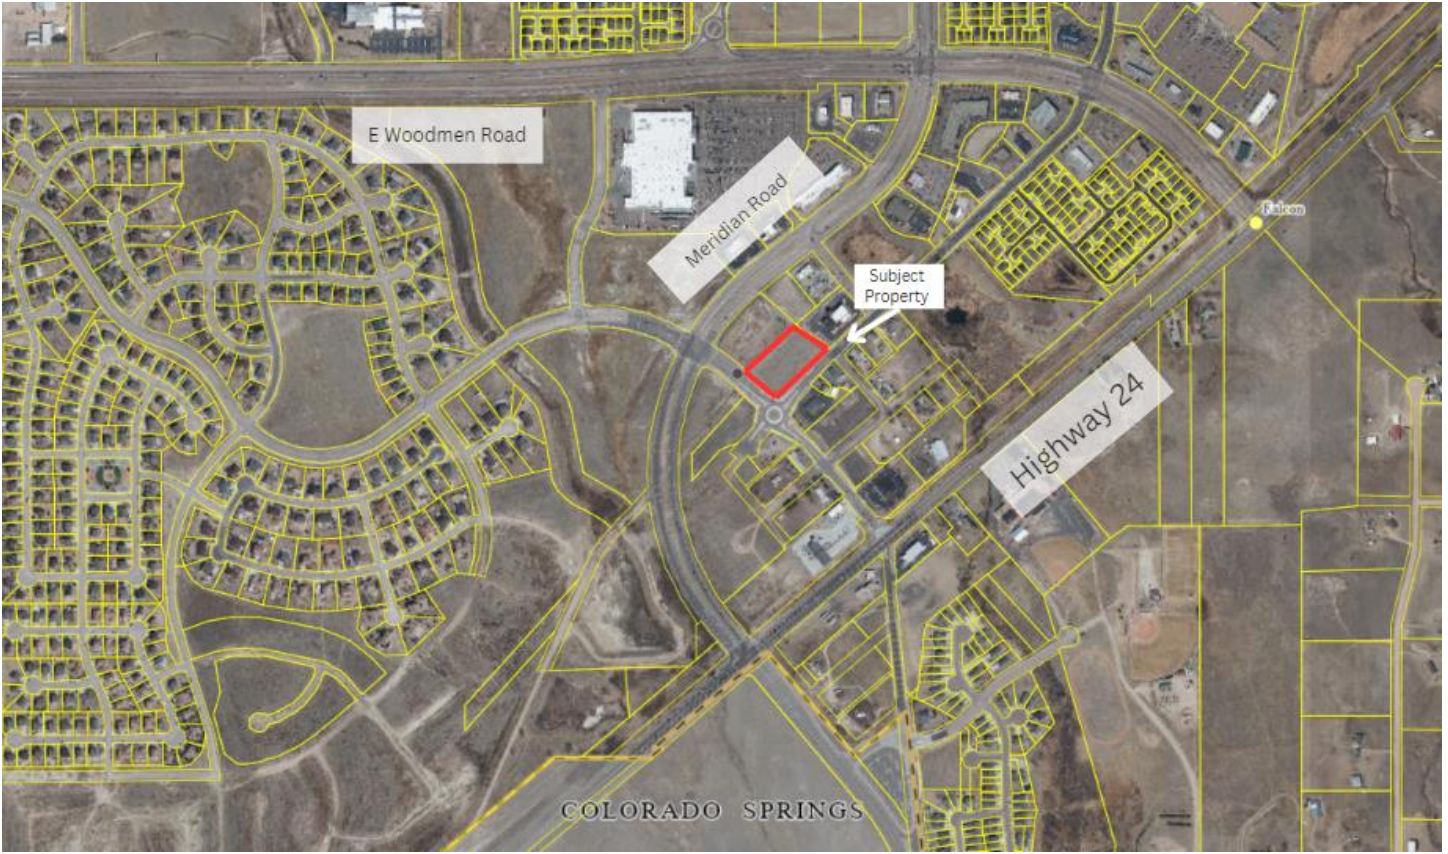 E Woodmen Road
Meridian Road
Falcon
Subject
Property
Highway 24
COLORADO SPRINGS